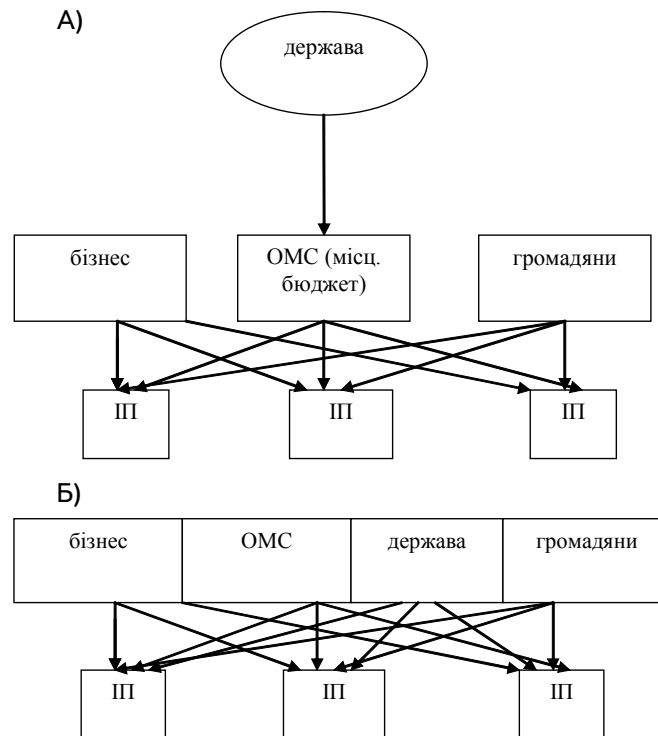 А)
держава
бізнес
ОМС (місц.
бюджет)
громадяни
ІП
ІП
ІП
Б)
бізнес
ОМС
держава
громадяни
ІП
ІП
ІП